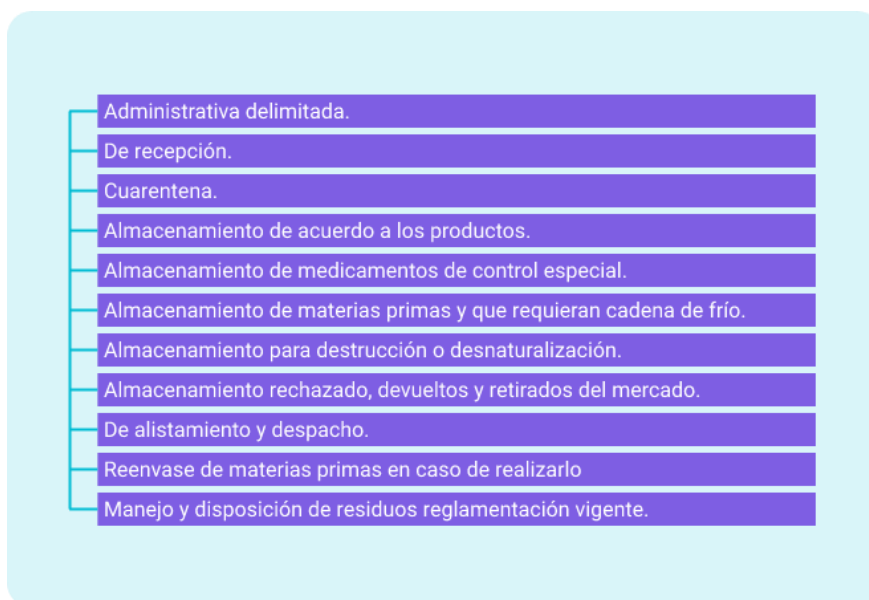 Administrativa delimitada.
De recepción.
Cuarentena.
Almacenamiento de acuerdo a los productos.
Almacenamiento de medicamentos de control especial.
Almacenamiento de materias primas y que requieran cadena de frío.
Almacenamiento para destrucción o desnaturalización.
Almacenamiento rechazado, devueltos y retirados del mercado.
De alistamiento y despacho.
Reenvase de materias primas en caso de realizarlo
Manejo y disposición de residuos reglamentación vigente.